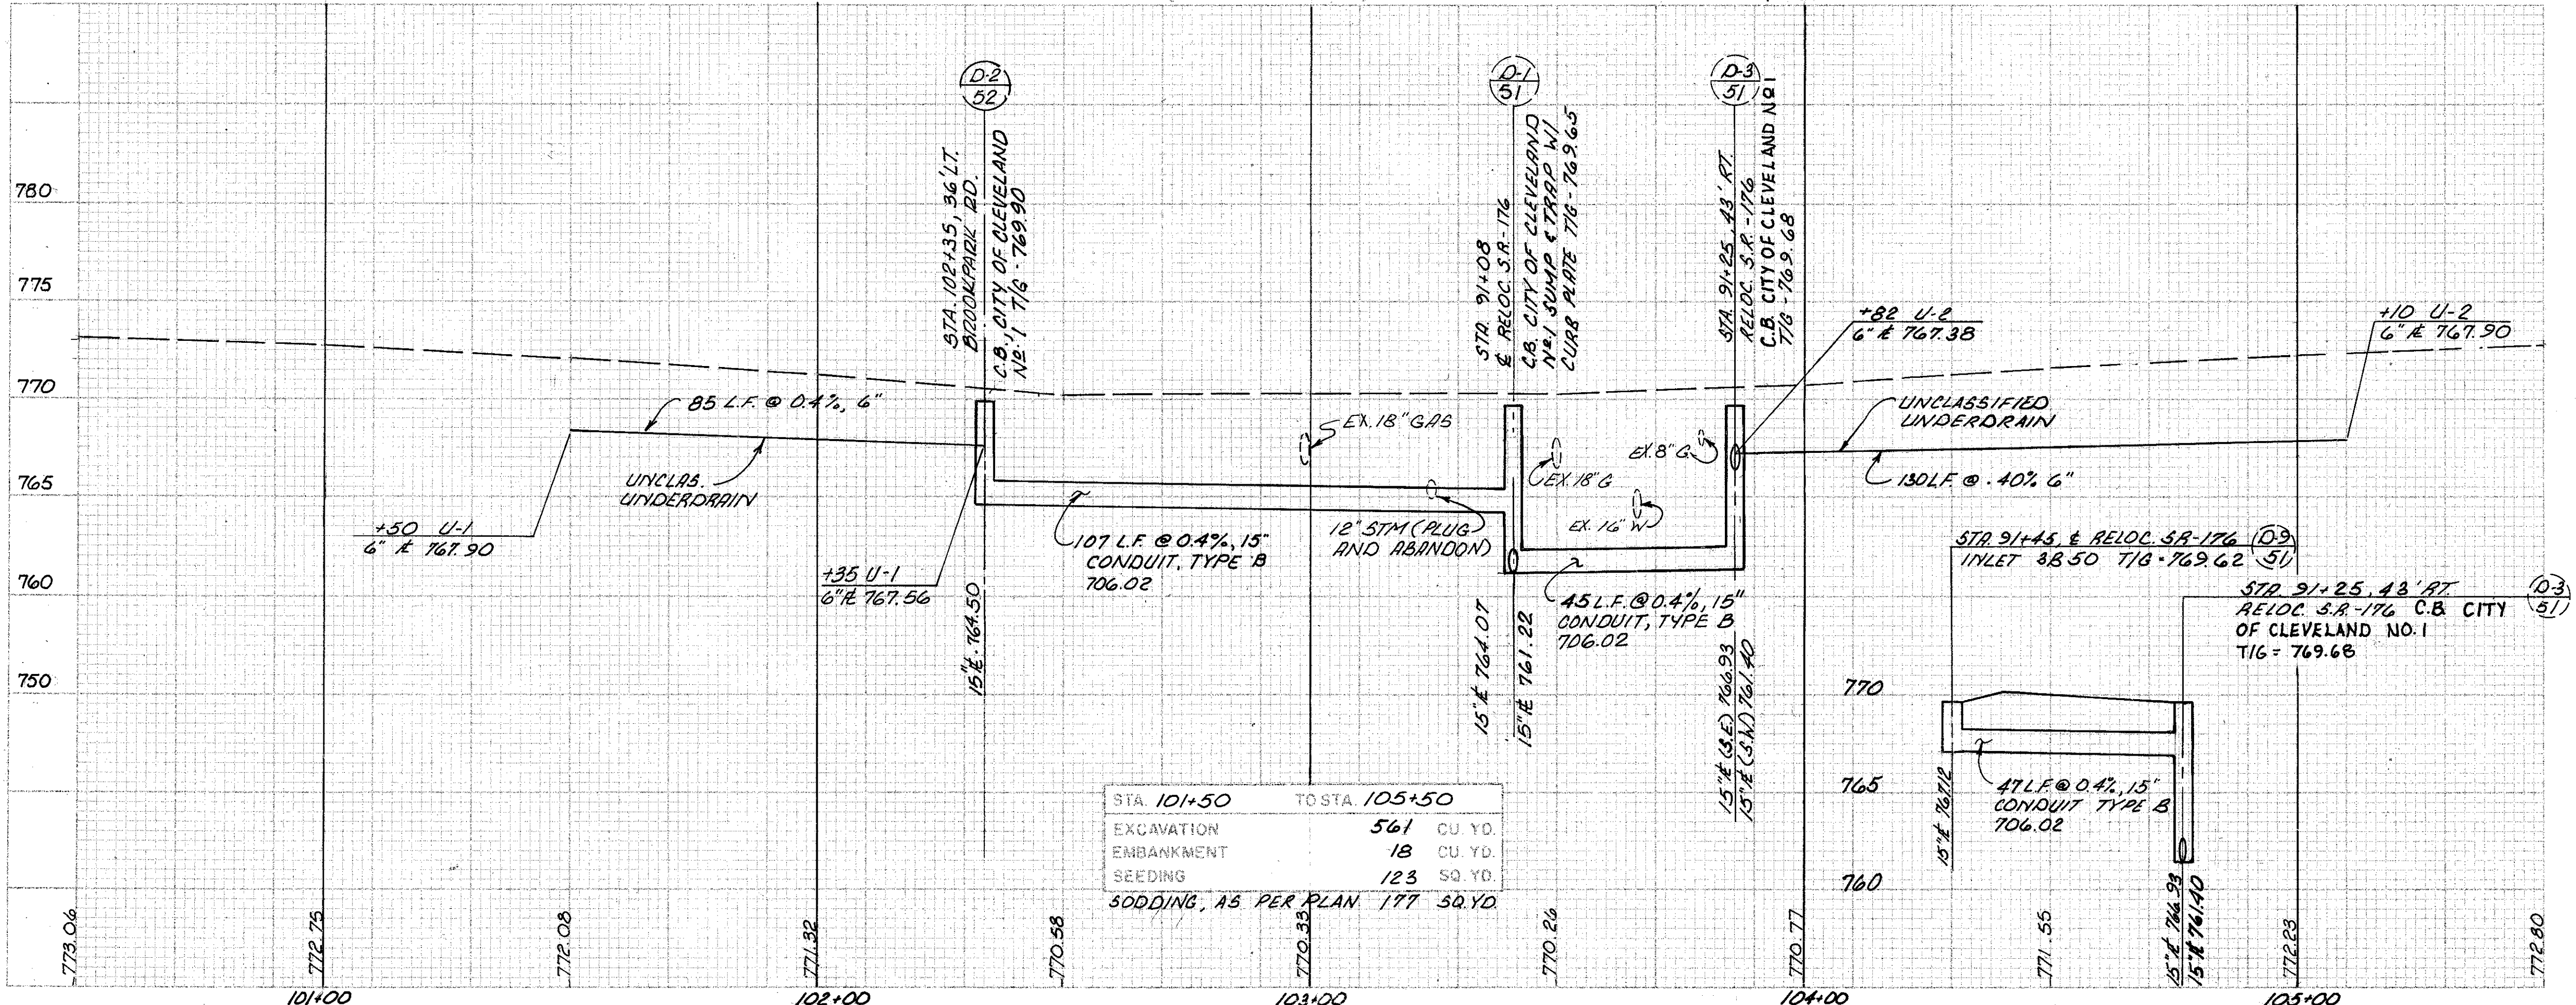 D-2
52
STA. 102+35, 36' LT.
BROOKPARK RD.
C.B., CITY OF CLEVELAND
No. 1 T/G - 769.90
D-1
51
STA. 91+08
℄ RELOC. S.R.-176
C.B. CITY OF CLEVELAND
No. 1 SUMP & TRAP W/
CURB PLATE T/G - 769.65
D-3
51
STA. 91+25, 43' RT.
RELOC. S.R.-176
C.B. CITY OF CLEVELAND No 1
T/G - 769.68
780
775
770
765
760
750
85 L.F. @ 0.4%, 6"
UNCLAS.
UNDERDRAIN
+50 U-1
6" ℄ 767.90
+35 U-1
6" ℄ 767.56
15" ℄ 764.50
107 L.F. @ 0.4%, 15"
CONDUIT, TYPE B
706.02
EX. 18" GAS
12" STM (PLUG
AND ABANDON)
EX. 18" G
EX. 16" W
EX. 8" G
45 L.F. @ 0.4%, 15"
CONDUIT, TYPE B
706.02
15" ℄ 764.07
15" ℄ 761.22
15" ℄ (S.E.) 766.93
15" ℄ (S.W.) 761.40
+82 U-2
6" ℄ 767.38
+10 U-2
6" ℄ 767.90
UNCLASSIFIED
UNDERDRAIN
130 L.F. @ .40% 6"
STA. 91+45, ℄ RELOC. SR-176
INLET 3B 50 T/G = 769.62
D-9
51
STA. 91+25, 43' RT.
RELOC. S.R.-176 C.B. CITY
OF CLEVELAND NO. 1
T/G = 769.68
D-3
51
770
765
760
15" ℄ 767.12
47 L.F. @ 0.4%, 15"
CONDUIT TYPE B
706.02
15" ℄ 766.93
15" ℄ 761.40
STA. 101+50 TO STA. 105+50
EXCAVATION 561 CU. YD.
EMBANKMENT 18 CU. YD.
SEEDING 123 SQ. YD.
SODDING, AS PER PLAN 177 SQ. YD.
773.06
772.75
772.08
771.32
770.58
770.33
770.26
770.77
771.55
772.23
772.80
101+00
102+00
103+00
104+00
105+00